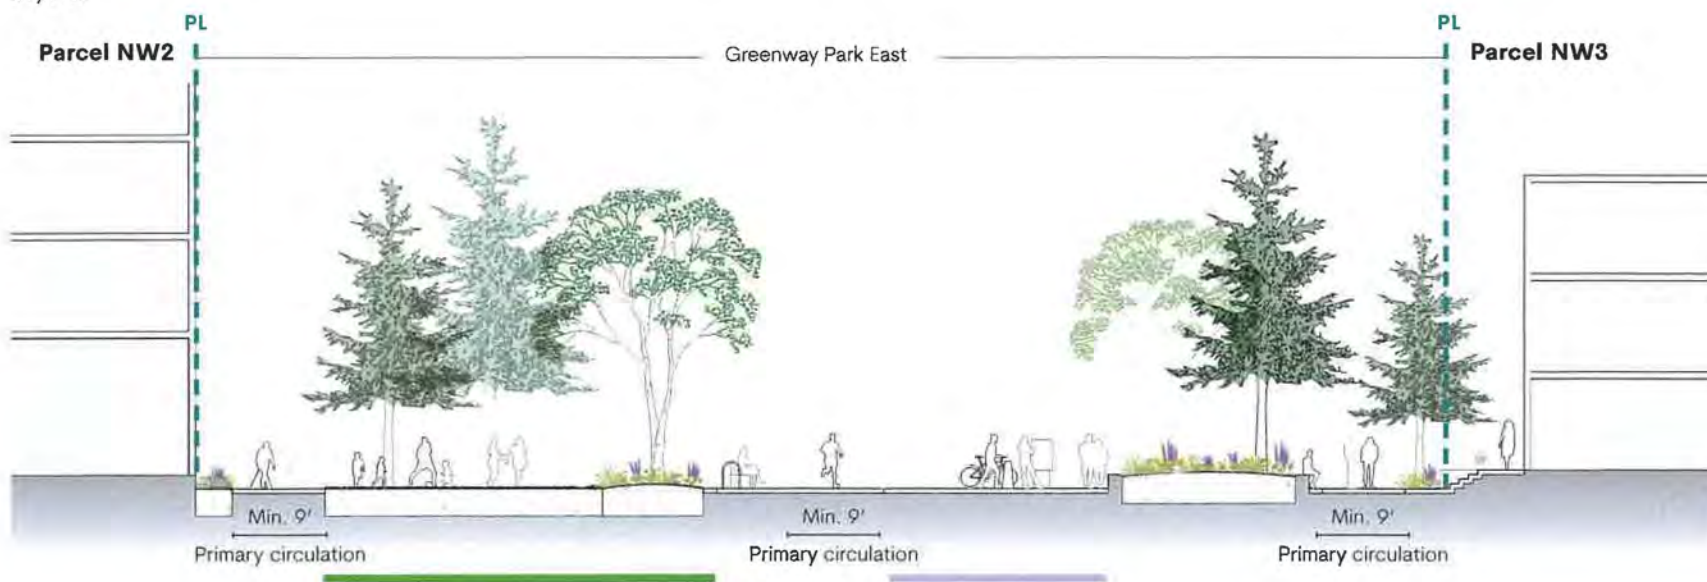 PL PL
Parcel NW2 Greenway Park East Parcel NW3
Min. 9' Min. 9' Min. 9'
Primary circulation Primary circulation Primary circulation